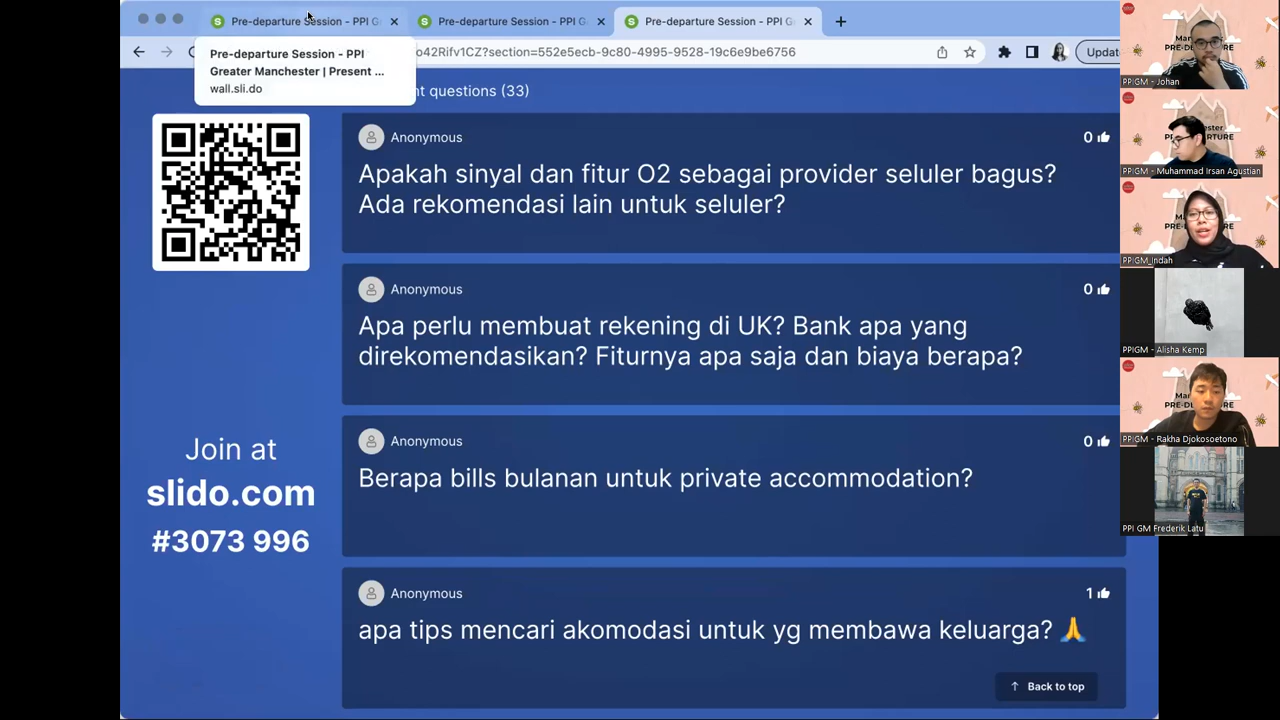 Pre-departure Session - PPI G
Pre-departure Session - PPI G
Pre-departure Session - PPI G
o42Rifv1CZ?section=552e5ecb-9c80-4995-9528-19c6e9be6756
Pre-departure Session - PPI
Greater Manchester | Present ...
wall.sli.do
nt questions (33)
Anonymous
0
Apakah sinyal dan fitur O2 sebagai provider seluler bagus?
Ada rekomendasi lain untuk seluler?
Anonymous
0
Apa perlu membuat rekening di UK? Bank apa yang
direkomendasikan? Fiturnya apa saja dan biaya berapa?
Anonymous
0
Berapa bills bulanan untuk private accommodation?
Anonymous
1
apa tips mencari akomodasi untuk yg membawa keluarga? 🙏
↑ Back to top
Join at
slido.com
#3073 996
PPIGM - Johan
PPIGM - Muhammad Irsan Agustian
PPIGM_Indah
PPIGM - Alisha Kemp
PPIGM - Rakha Djokosoetono
PPI GM Frederik Latu